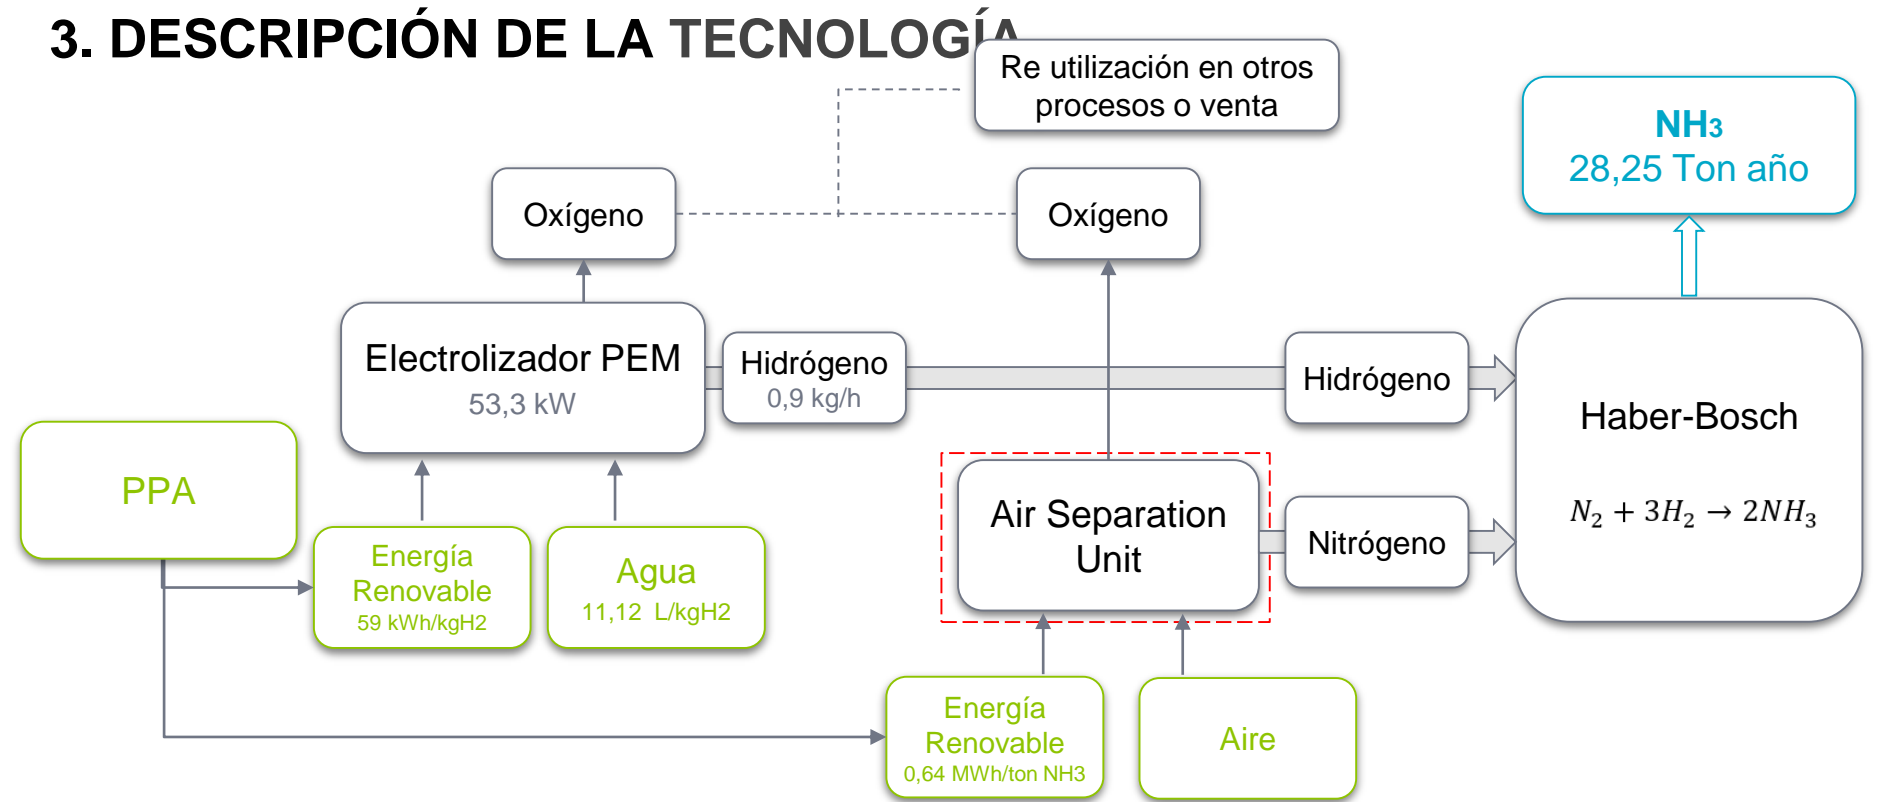 3. DESCRIPCIÓN DE LA TECNOLOGÍA
Re utilización en otros
procesos o venta
NH₃
28,25 Ton año
Oxígeno
Oxígeno
Electrolizador PEM
53,3 kW
Hidrógeno
0,9 kg/h
Hidrógeno
Haber-Bosch
N₂ + 3H₂ → 2NH₃
PPA
Energía
Renovable
59 kWh/kgH2
Agua
11,12 L/kgH2
Air Separation
Unit
Nitrógeno
Energía
Renovable
0,64 MWh/ton NH3
Aire